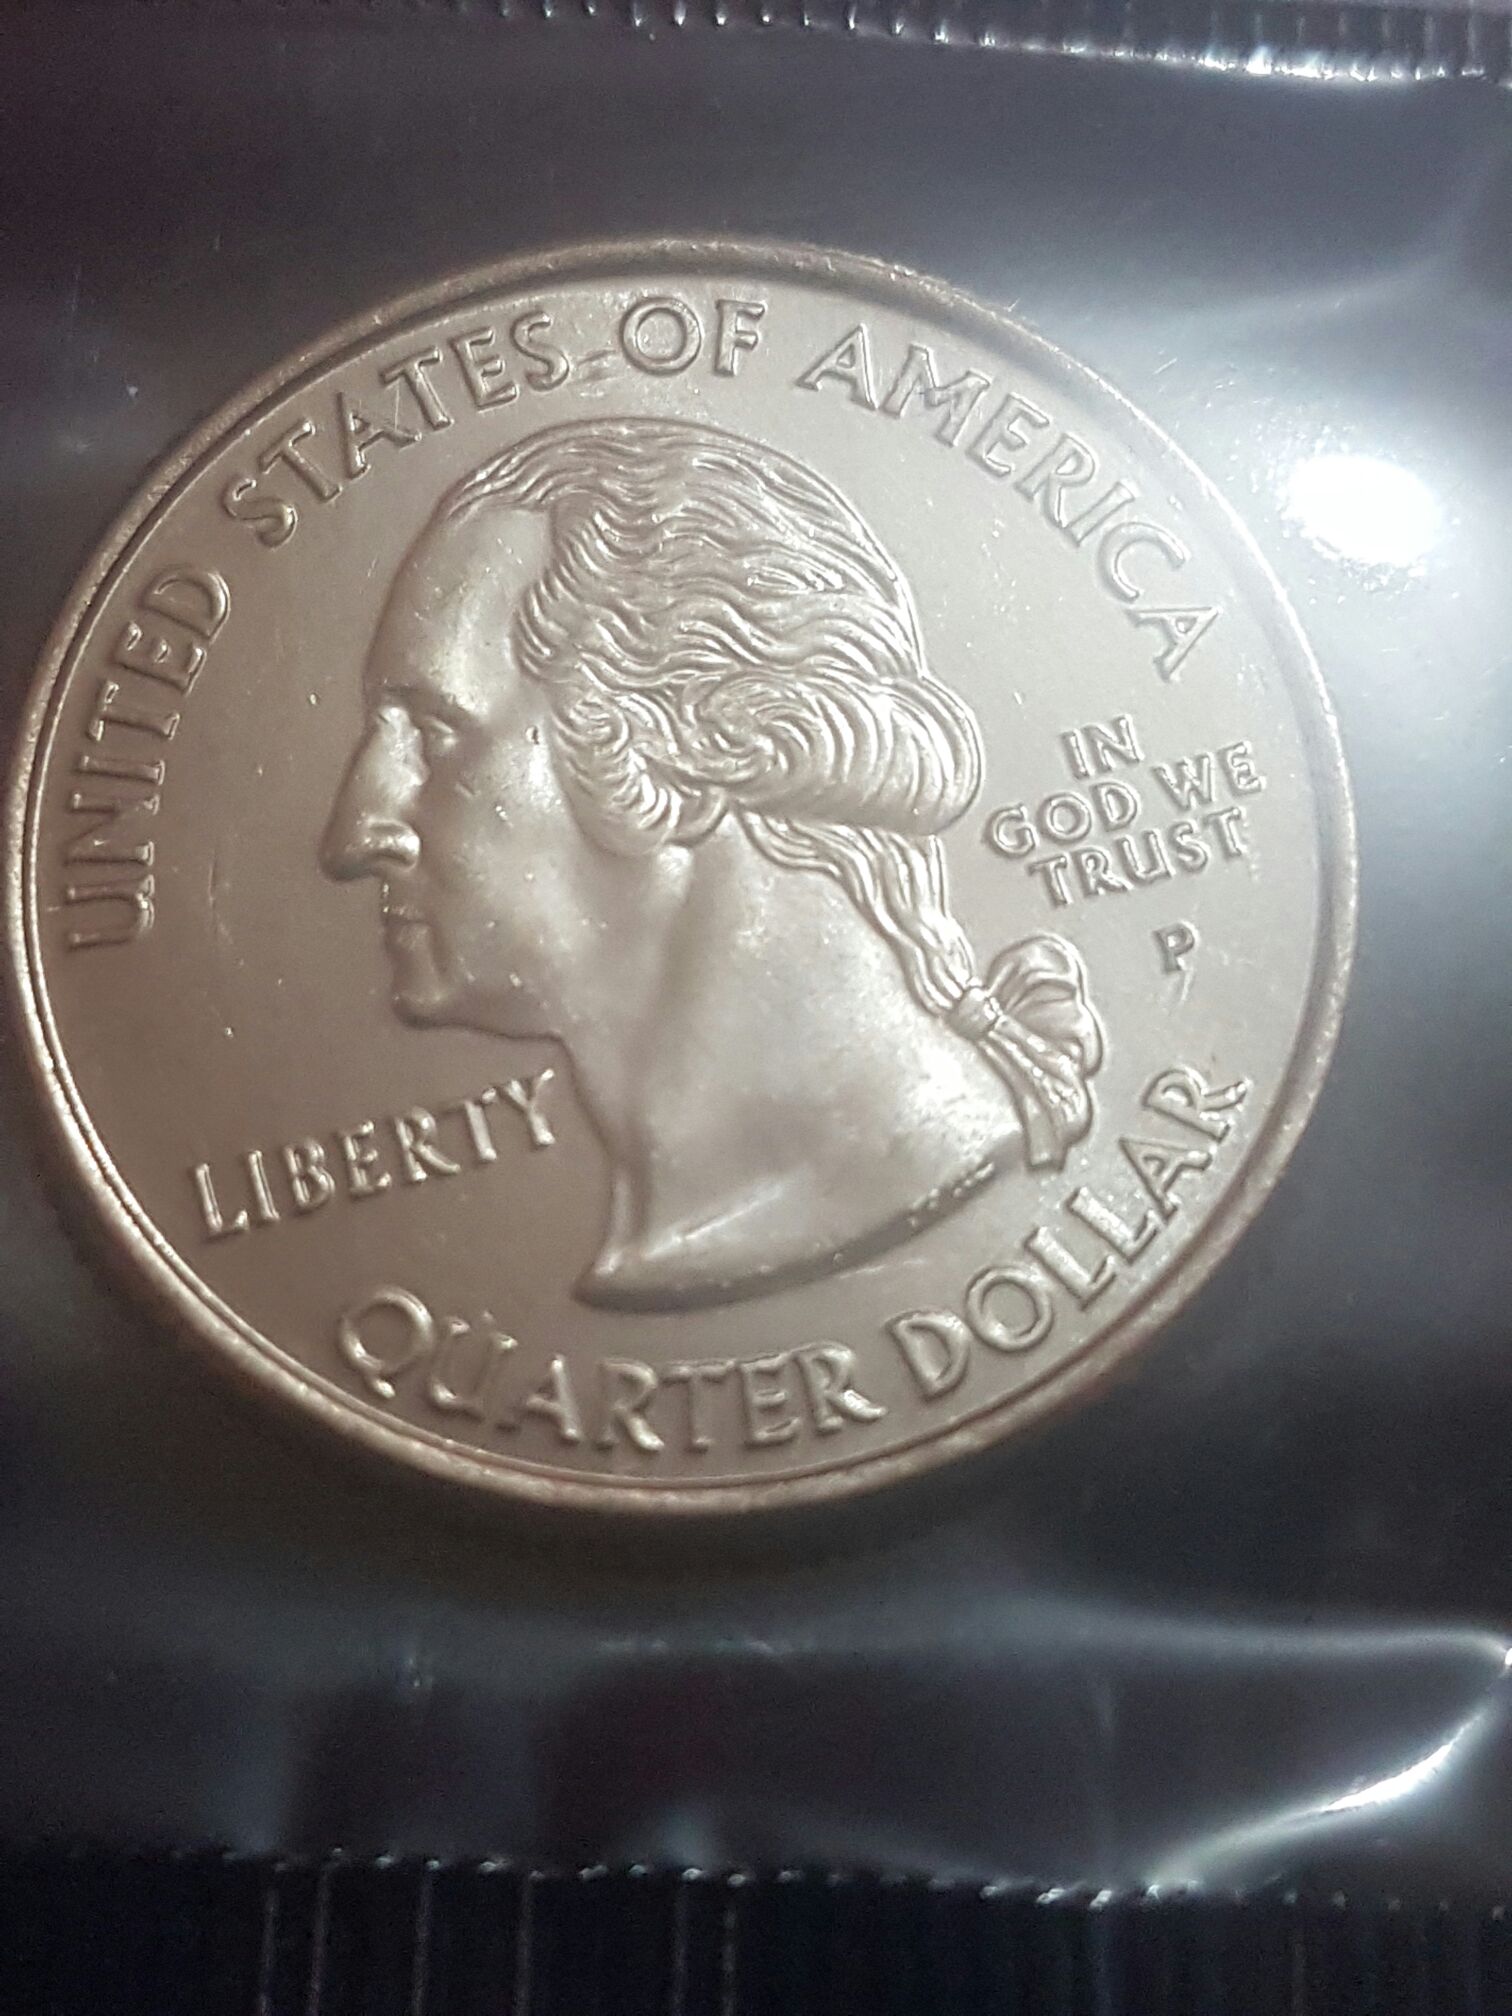 UNITED STATES OF AMERICA
IN
GOD WE
TRUST
P
LIBERTY
QUARTER DOLLAR